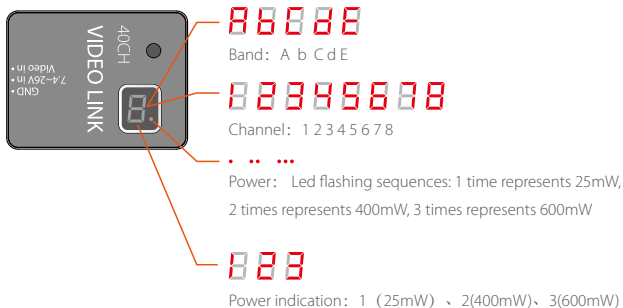 40CH
VIDEO LINK
• Video in
• 7.4~26V in
• GND
8.
A b C d E
Band: A b C d E
1 2 3 4 5 6 7 8
Channel: 1 2 3 4 5 6 7 8
. .. ...
Power: Led flashing sequences: 1 time represents 25mW,
2 times represents 400mW, 3 times represents 600mW
1 2 3
Power indication: 1（25mW）、2(400mW)、3(600mW)